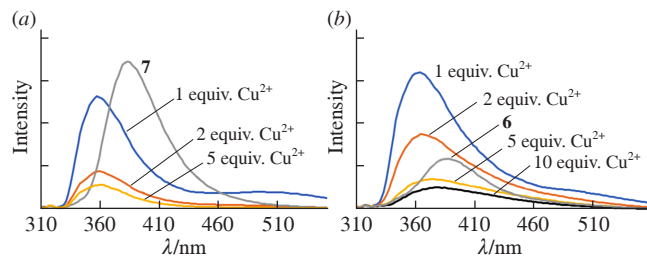 (a)
Intensity
7
1 equiv. Cu²⁺
2 equiv. Cu²⁺
5 equiv. Cu²⁺
310 360 410 460 510
λ/nm
(b)
Intensity
1 equiv. Cu²⁺
2 equiv. Cu²⁺
6
5 equiv. Cu²⁺
10 equiv. Cu²⁺
310 360 410 460 510
λ/nm